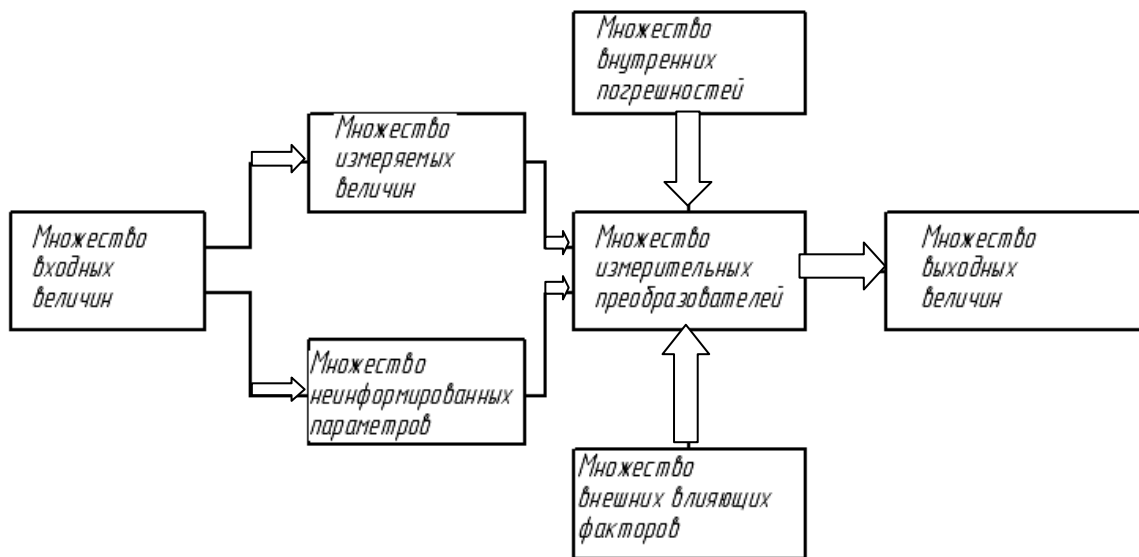 Множество
внутренних
погрешностей
Множество
измеряемых
величин
Множество
входных
величин
Множество
измерительных
преобразователей
Множество
выходных
величин
Множество
неинформированных
параметров
Множество
внешних влияющих
факторов